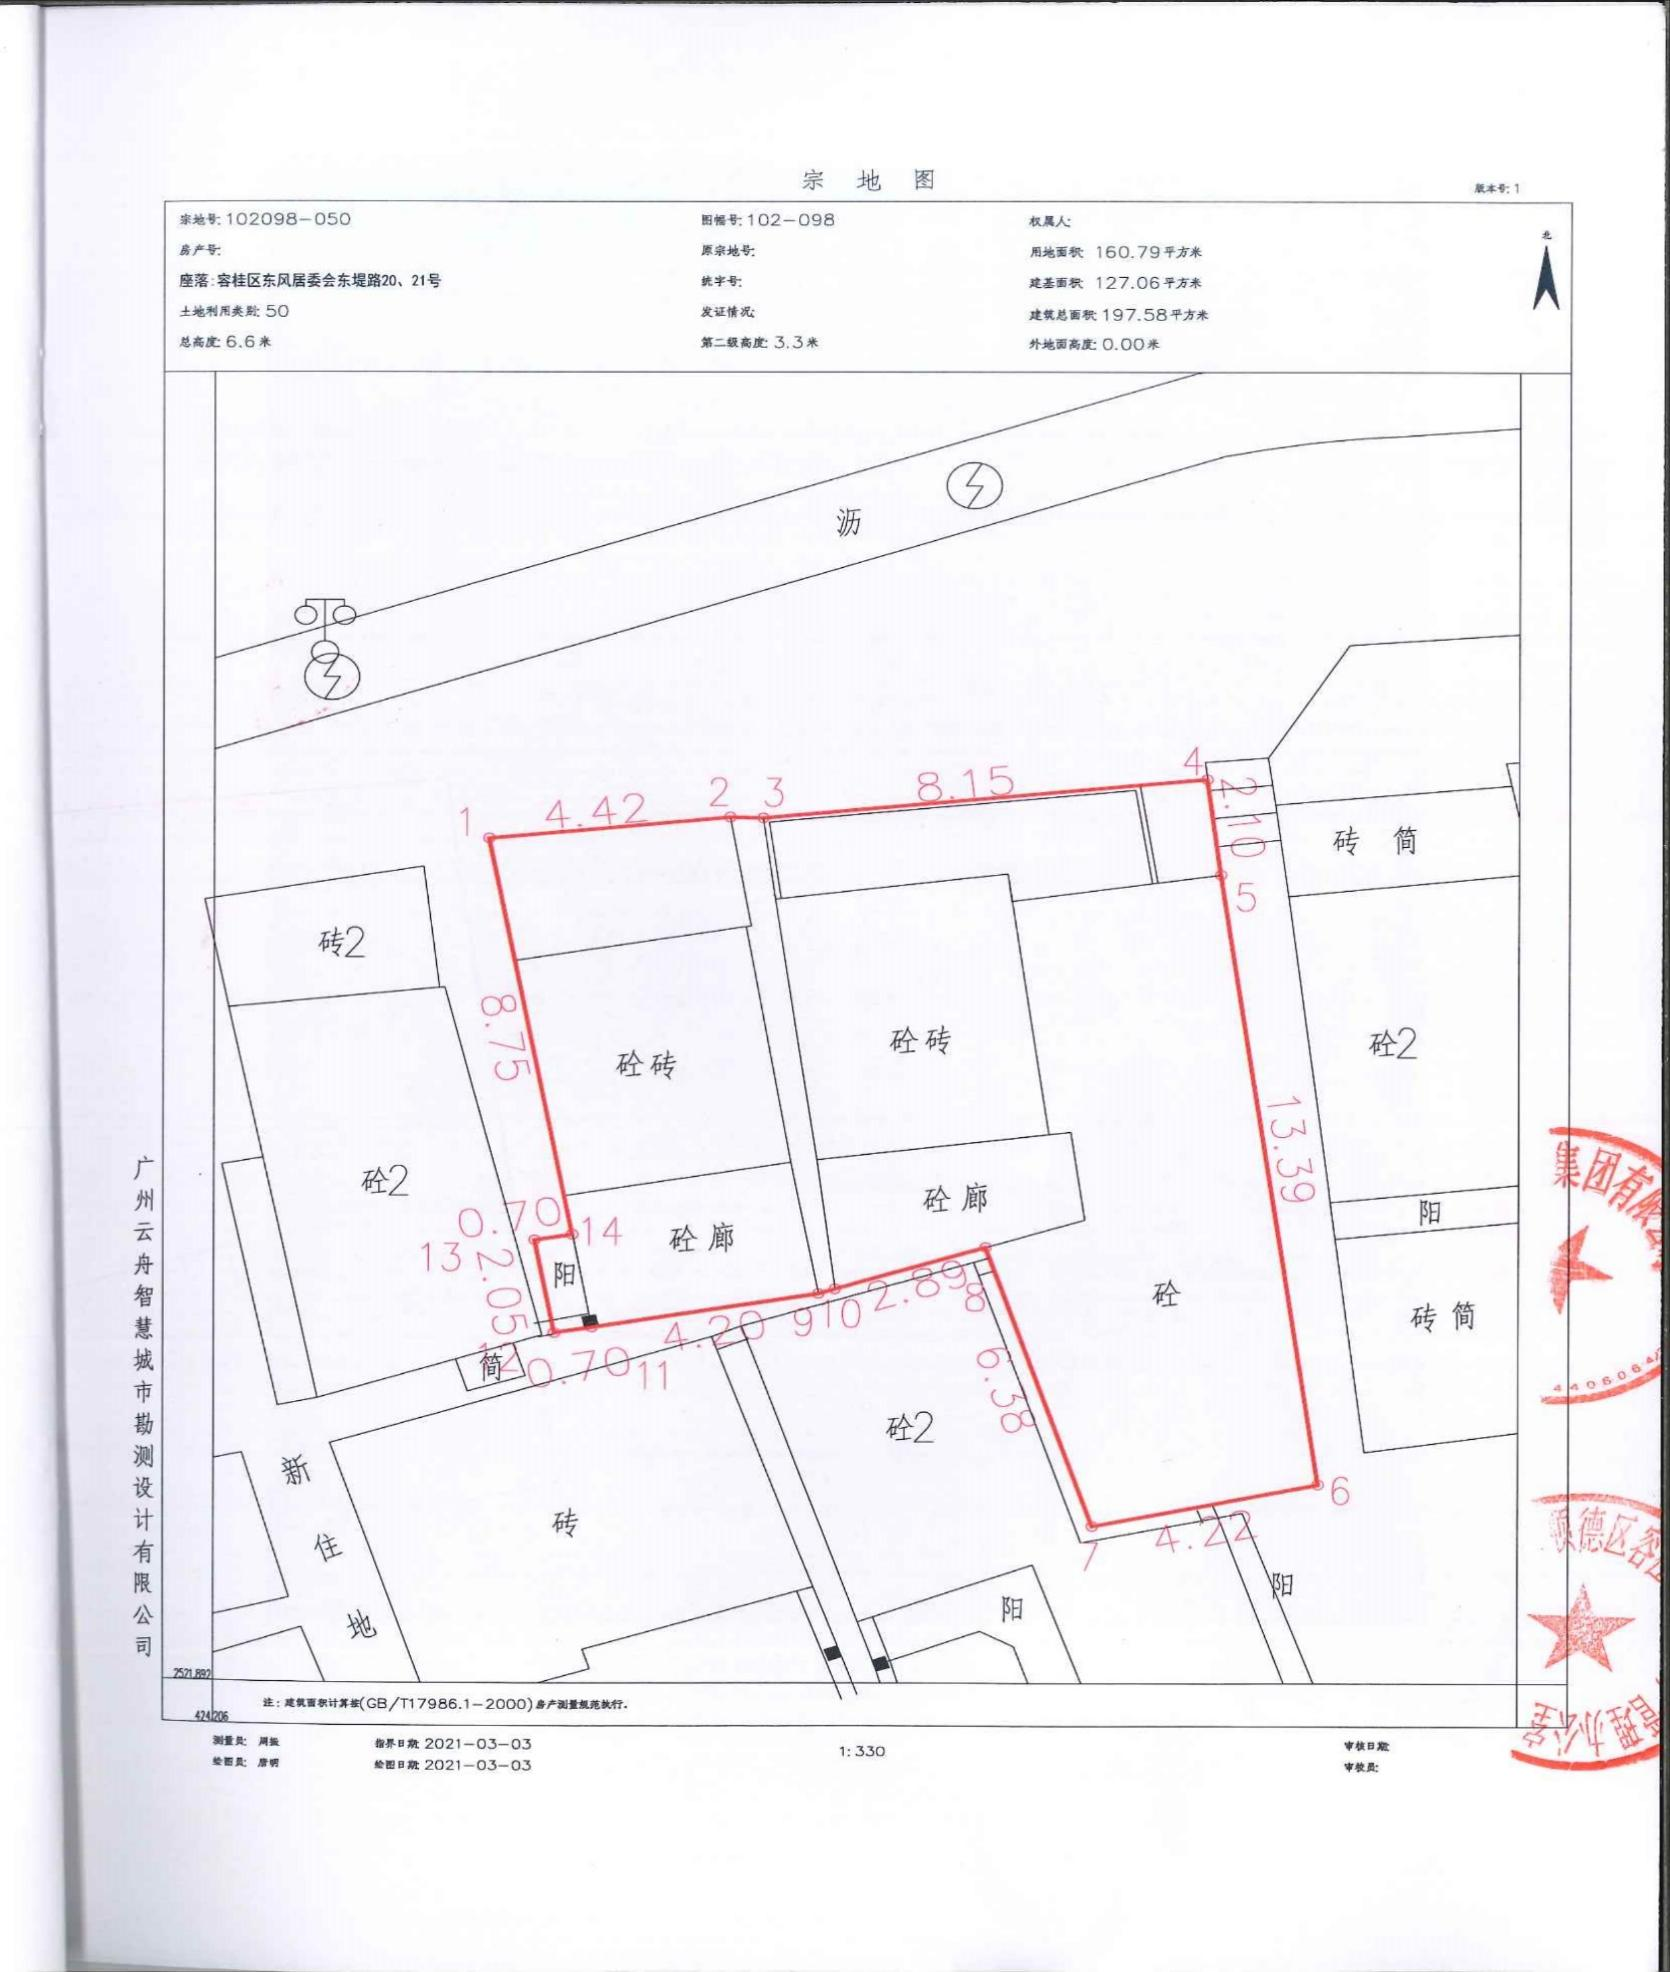 宗 地 图
版本号: 1
宗地号: 102098-050
图幅号: 102-098
权属人:
房产号:
原宗地号:
用地面积: 160.79平方米
座落: 容桂区东风居委会东堤路20、21号
统字号:
建基面积: 127.06平方米
土地利用类别: 50
发证情况:
建筑总面积: 197.58平方米
总高度: 6.6米
第二级高度: 3.3米
外地面高度: 0.00米
北
沥
1
4.42
2
3
8.15
4
2.10
5
砖 简
砖2
8.75
砼砖
砼砖
砼2
13.39
砼2
砼廊
砼廊
阳
0.70
14
13
2.05
阳
砼
砖 简
12
简
0.70
11
4.20
9
10
2.89
8
6.38
砼2
6
7
4.22
新
住
地
砖
阳
阳
广州云舟智慧城市勘测设计有限公司
2521.892
424.206
注: 建筑面积计算按(GB/T17986.1-2000)房产测量规范执行.
测量员: 周振
指界日期: 2021-03-03
1: 330
审核日期:
绘图员: 唐明
绘图日期: 2021-03-03
审核员:
集团有限公
440606
顺德区容桂
管理办公室